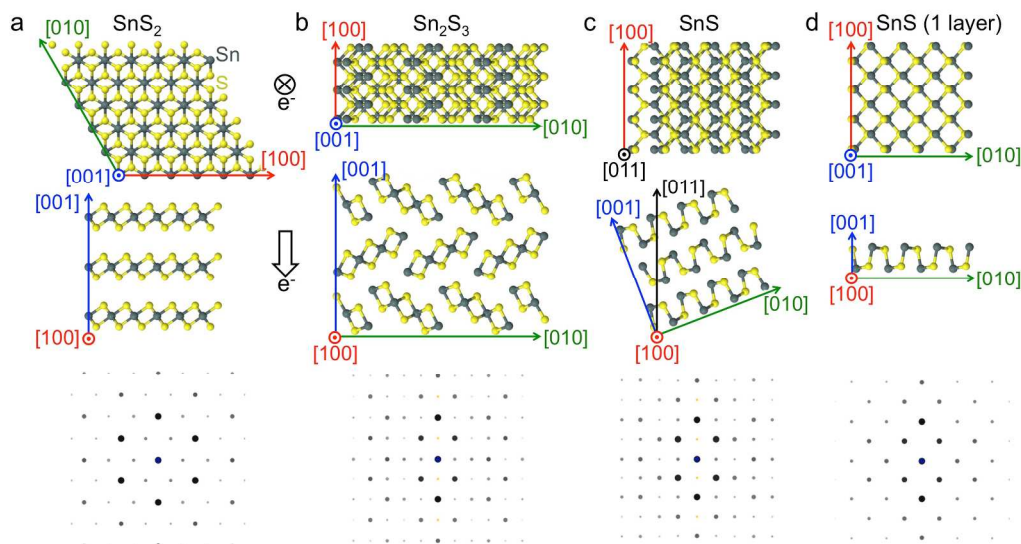 a SnS₂
[010]
Sn
S
[001] [100]
[001]
[100]
e⁻
e⁻
b Sn₂S₃
[100]
[001] [010]
[001]
[100] [010]
c SnS
[100]
[011]
[011]
[001]
[010]
[100]
d SnS (1 layer)
[100]
[001] [010]
[001]
[100] [010]